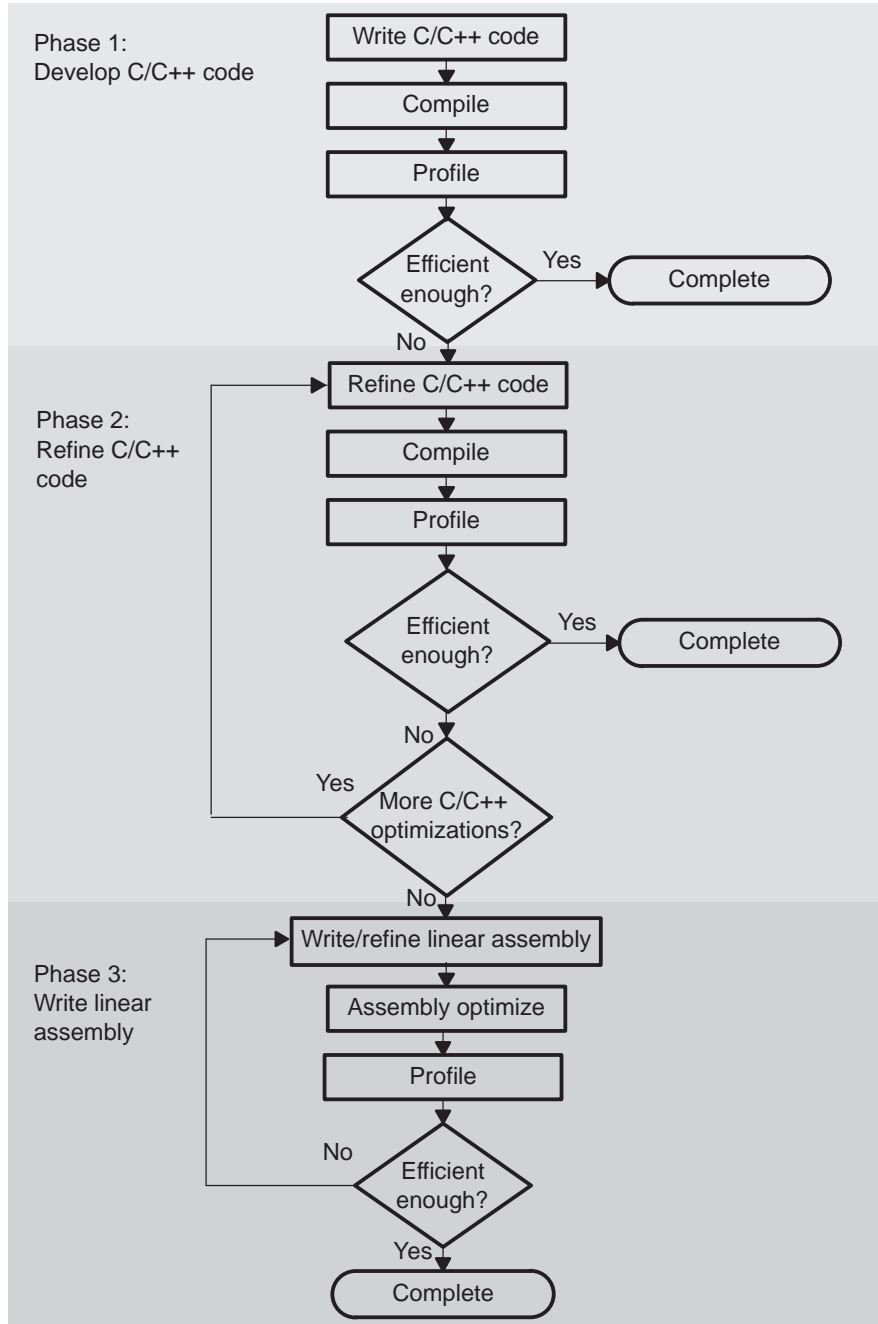 Phase 1:
Develop C/C++ code
Write C/C++ code
Compile
Profile
Efficient
enough?
Yes
Complete
No
Phase 2:
Refine C/C++
code
Refine C/C++ code
Compile
Profile
Efficient
enough?
Yes
Complete
No
Yes
More C/C++
optimizations?
No
Phase 3:
Write linear
assembly
Write/refine linear assembly
Assembly optimize
Profile
No
Efficient
enough?
Yes
Complete